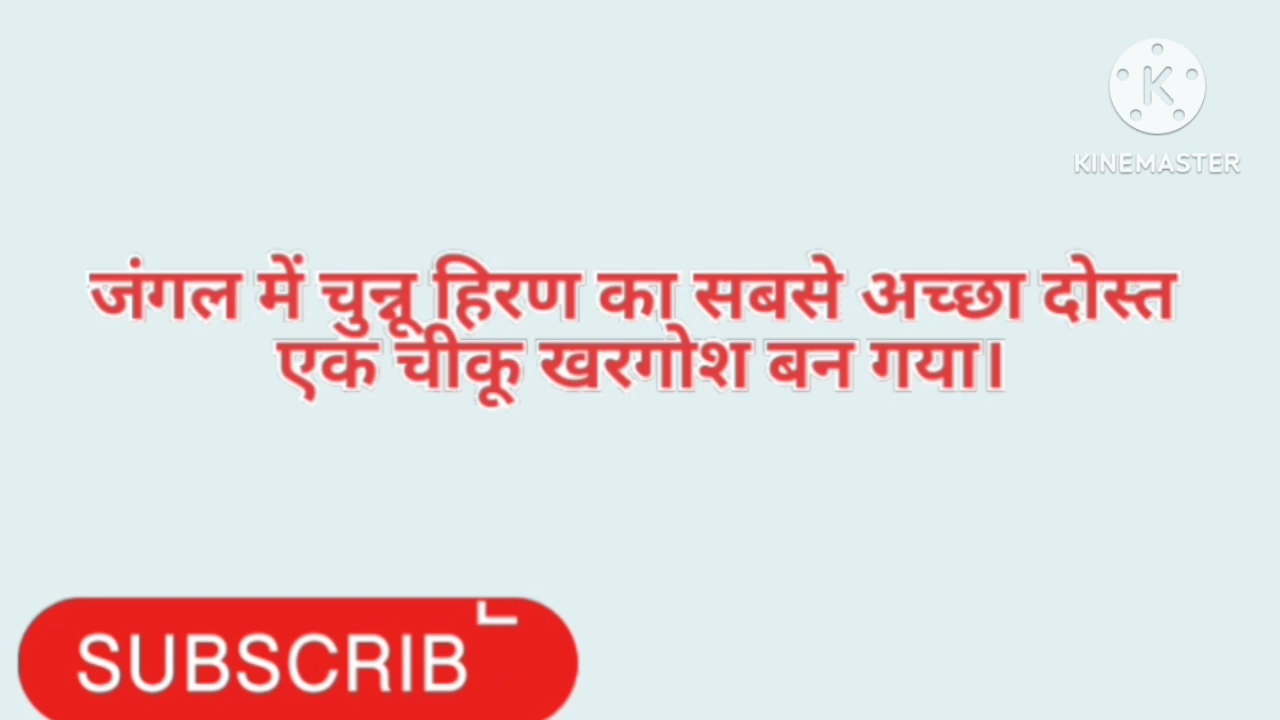 K
KINEMASTER
जंगल में चुन्नू हिरण का सबसे अच्छा दोस्त
एक चीकू खरगोश बन गया।
SUBSCRIB